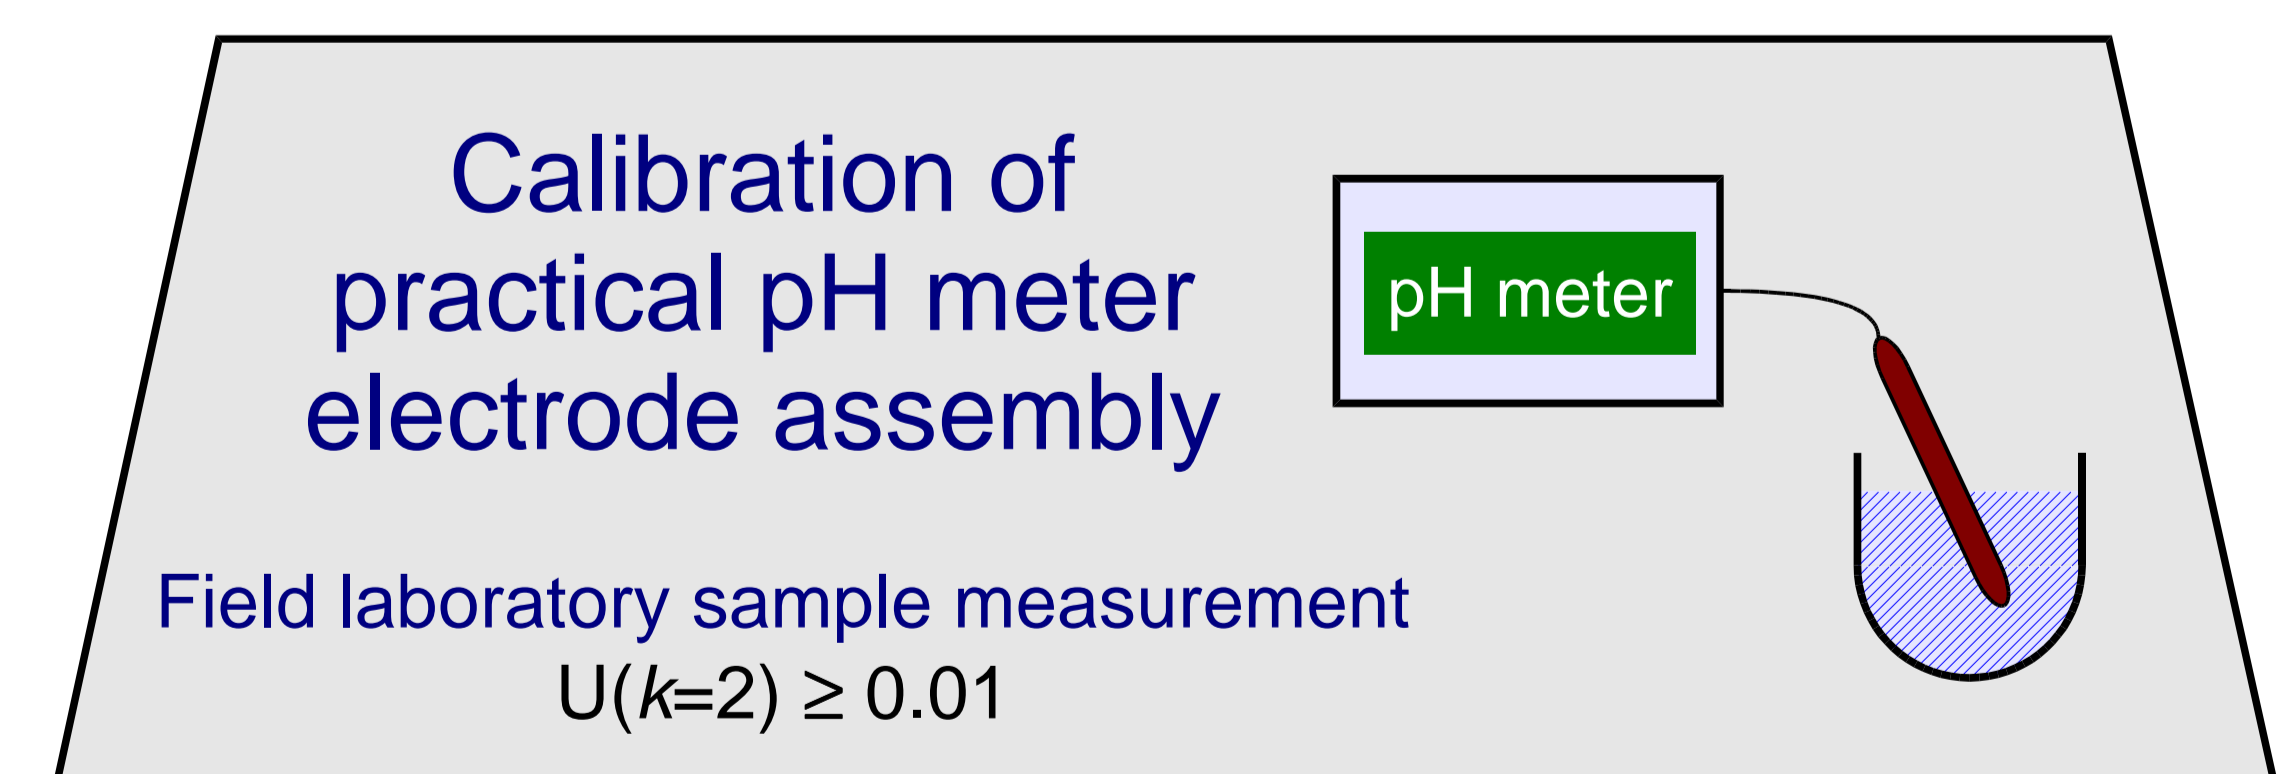 Calibration of
practical pH meter
electrode assembly
pH meter
Field laboratory sample measurement
U(k=2) ≥ 0.01